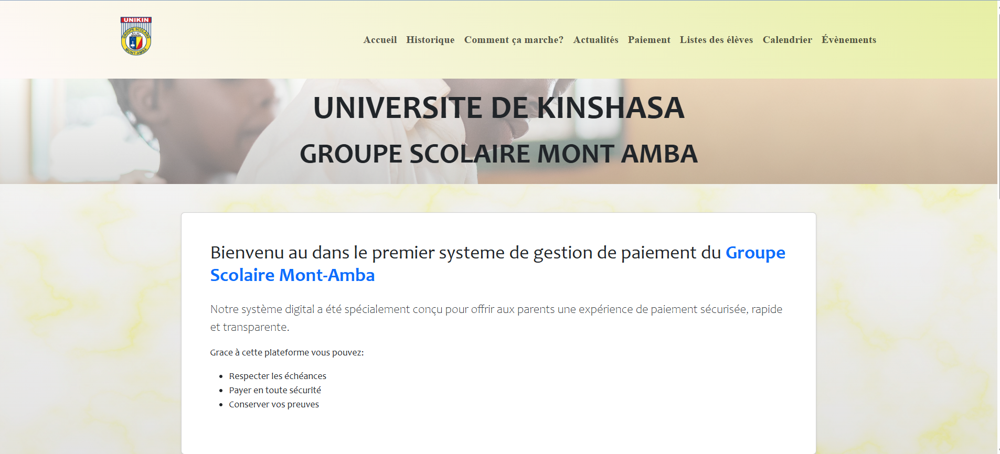 UNIKIN
GROUPE SCOLAIRE
UNIKIN
MONT-AMBA
Accueil Historique Comment ça marche? Actualités Paiement Listes des élèves Calendrier Évènements
UNIVERSITE DE KINSHASA
GROUPE SCOLAIRE MONT AMBA
Bienvenu au dans le premier systeme de gestion de paiement du Groupe
Scolaire Mont-Amba
Notre système digital a été spécialement conçu pour offrir aux parents une expérience de paiement sécurisée, rapide
et transparente.
Grace à cette plateforme vous pouvez:
Respecter les échéances
Payer en toute sécurité
Conserver vos preuves